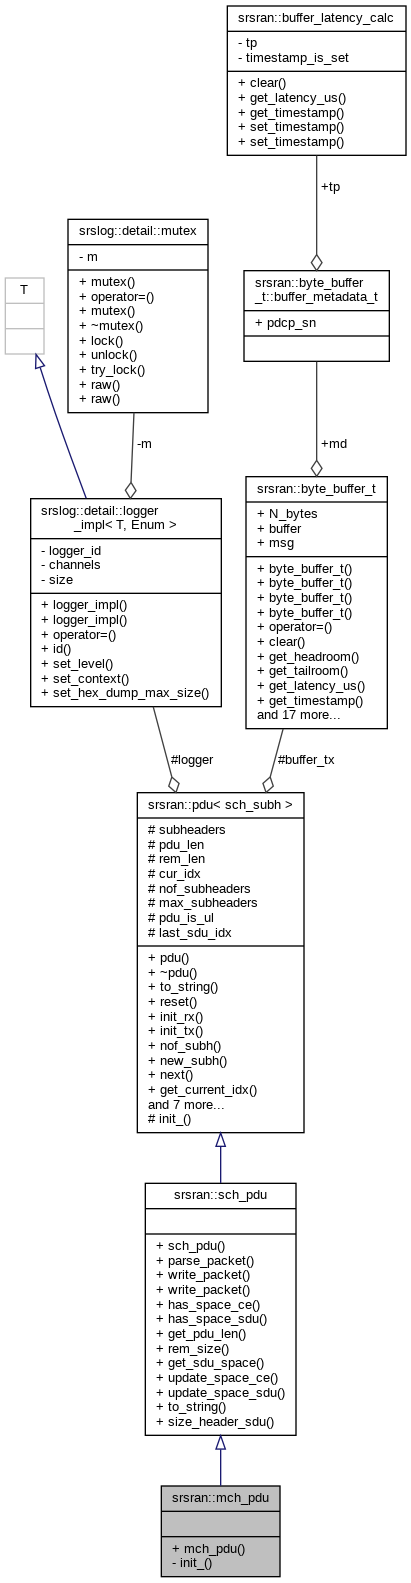 srsran::buffer_latency_calc
- tp
- timestamp_is_set
+ clear()
+ get_latency_us()
+ get_timestamp()
+ set_timestamp()
+ set_timestamp()
+tp
srslog::detail::mutex
- m
+ mutex()
+ operator=()
+ mutex()
+ ~mutex()
+ lock()
+ unlock()
+ try_lock()
+ raw()
+ raw()
srsran::byte_buffer
_t::buffer_metadata_t
+ pdcp_sn
T
-m
+md
srslog::detail::logger
_impl< T, Enum >
- logger_id
- channels
- size
+ logger_impl()
+ logger_impl()
+ operator=()
+ id()
+ set_level()
+ set_context()
+ set_hex_dump_max_size()
srsran::byte_buffer_t
+ N_bytes
+ buffer
+ msg
+ byte_buffer_t()
+ byte_buffer_t()
+ byte_buffer_t()
+ byte_buffer_t()
+ operator=()
+ clear()
+ get_headroom()
+ get_tailroom()
+ get_latency_us()
+ get_timestamp()
and 17 more...
#logger
#buffer_tx
srsran::pdu< sch_subh >
# subheaders
# pdu_len
# rem_len
# cur_idx
# nof_subheaders
# max_subheaders
# pdu_is_ul
# last_sdu_idx
+ pdu()
+ ~pdu()
+ to_string()
+ reset()
+ init_rx()
+ init_tx()
+ nof_subh()
+ new_subh()
+ next()
+ get_current_idx()
and 7 more...
# init_()
srsran::sch_pdu
+ sch_pdu()
+ parse_packet()
+ write_packet()
+ write_packet()
+ has_space_ce()
+ has_space_sdu()
+ get_pdu_len()
+ rem_size()
+ get_sdu_space()
+ update_space_ce()
+ update_space_sdu()
+ to_string()
+ size_header_sdu()
srsran::mch_pdu
+ mch_pdu()
- init_()